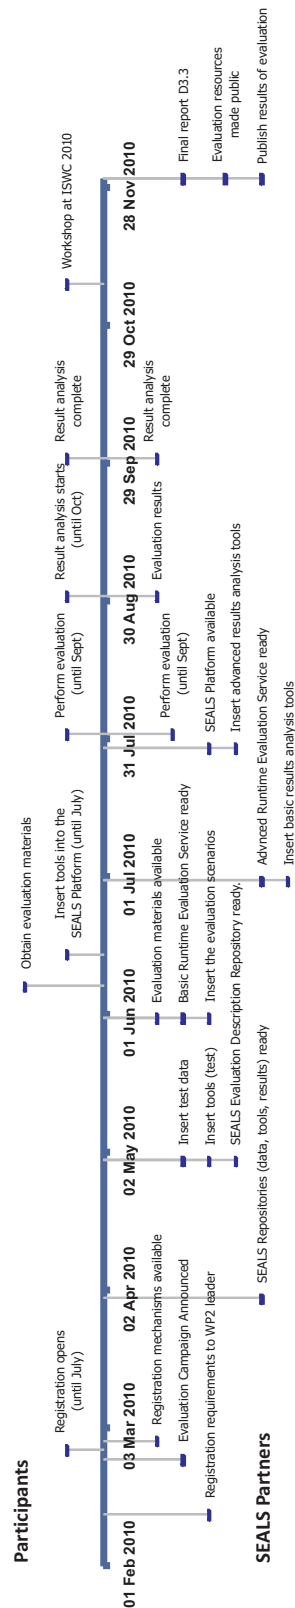 Participants
Obtain evaluation materials
Registration opens
(until July)
Insert tools into the
SEALS Platform (until July)
Perform evaluation
(until Sept)
Result analysis starts
(until Oct)
Result analysis
complete
Workshop at ISWC 2010
01 Feb 2010
03 Mar 2010
02 Apr 2010
02 May 2010
01 Jun 2010
01 Jul 2010
31 Jul 2010
30 Aug 2010
29 Sep 2010
29 Oct 2010
28 Nov 2010
Registration mechanisms available
Evaluation Campaign Announced
Registration requirements to WP2 leader
SEALS Repositories (data, tools, results) ready
Insert test data
Insert tools (test)
SEALS Evaluation Description Repository ready.
Evaluation materials available
Basic Runtime Evaluation Service ready
Insert the evaluation scenarios
Advnced Runtime Evaluation Service ready
Insert basic results analysis tools
Perform evaluation
(until Sept)
SEALS Platform available
Insert advanced results analysis tools
Evaluation results
Result analysis
complete
Final report D3.3
Evaluation resources
made public
Publish results of evaluation
SEALS Partners